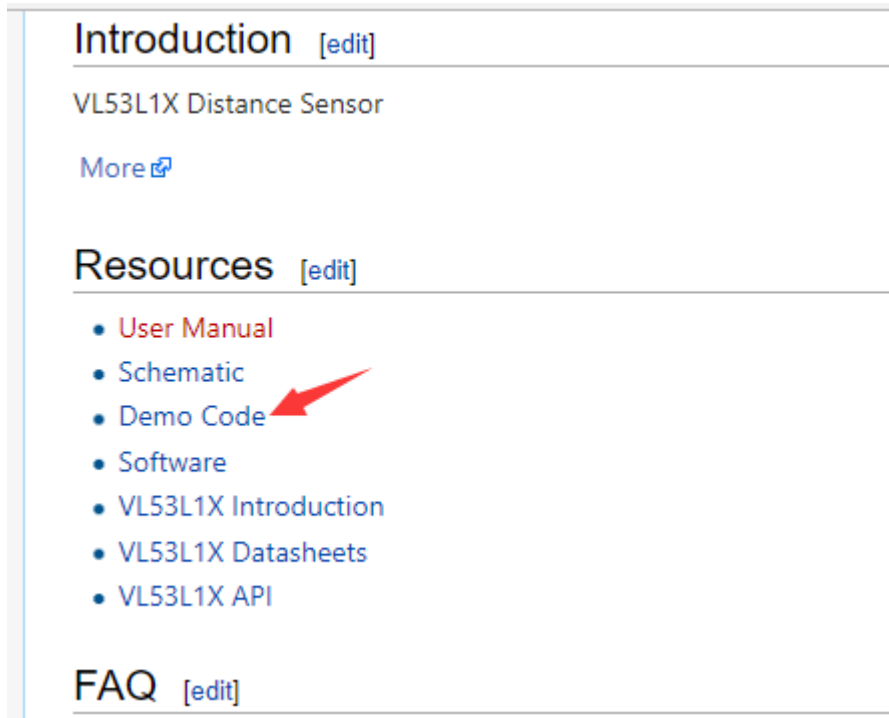 Introduction [edit]
VL53L1X Distance Sensor
More
Resources [edit]
User Manual
Schematic
Demo Code
Software
VL53L1X Introduction
VL53L1X Datasheets
VL53L1X API
FAQ [edit]